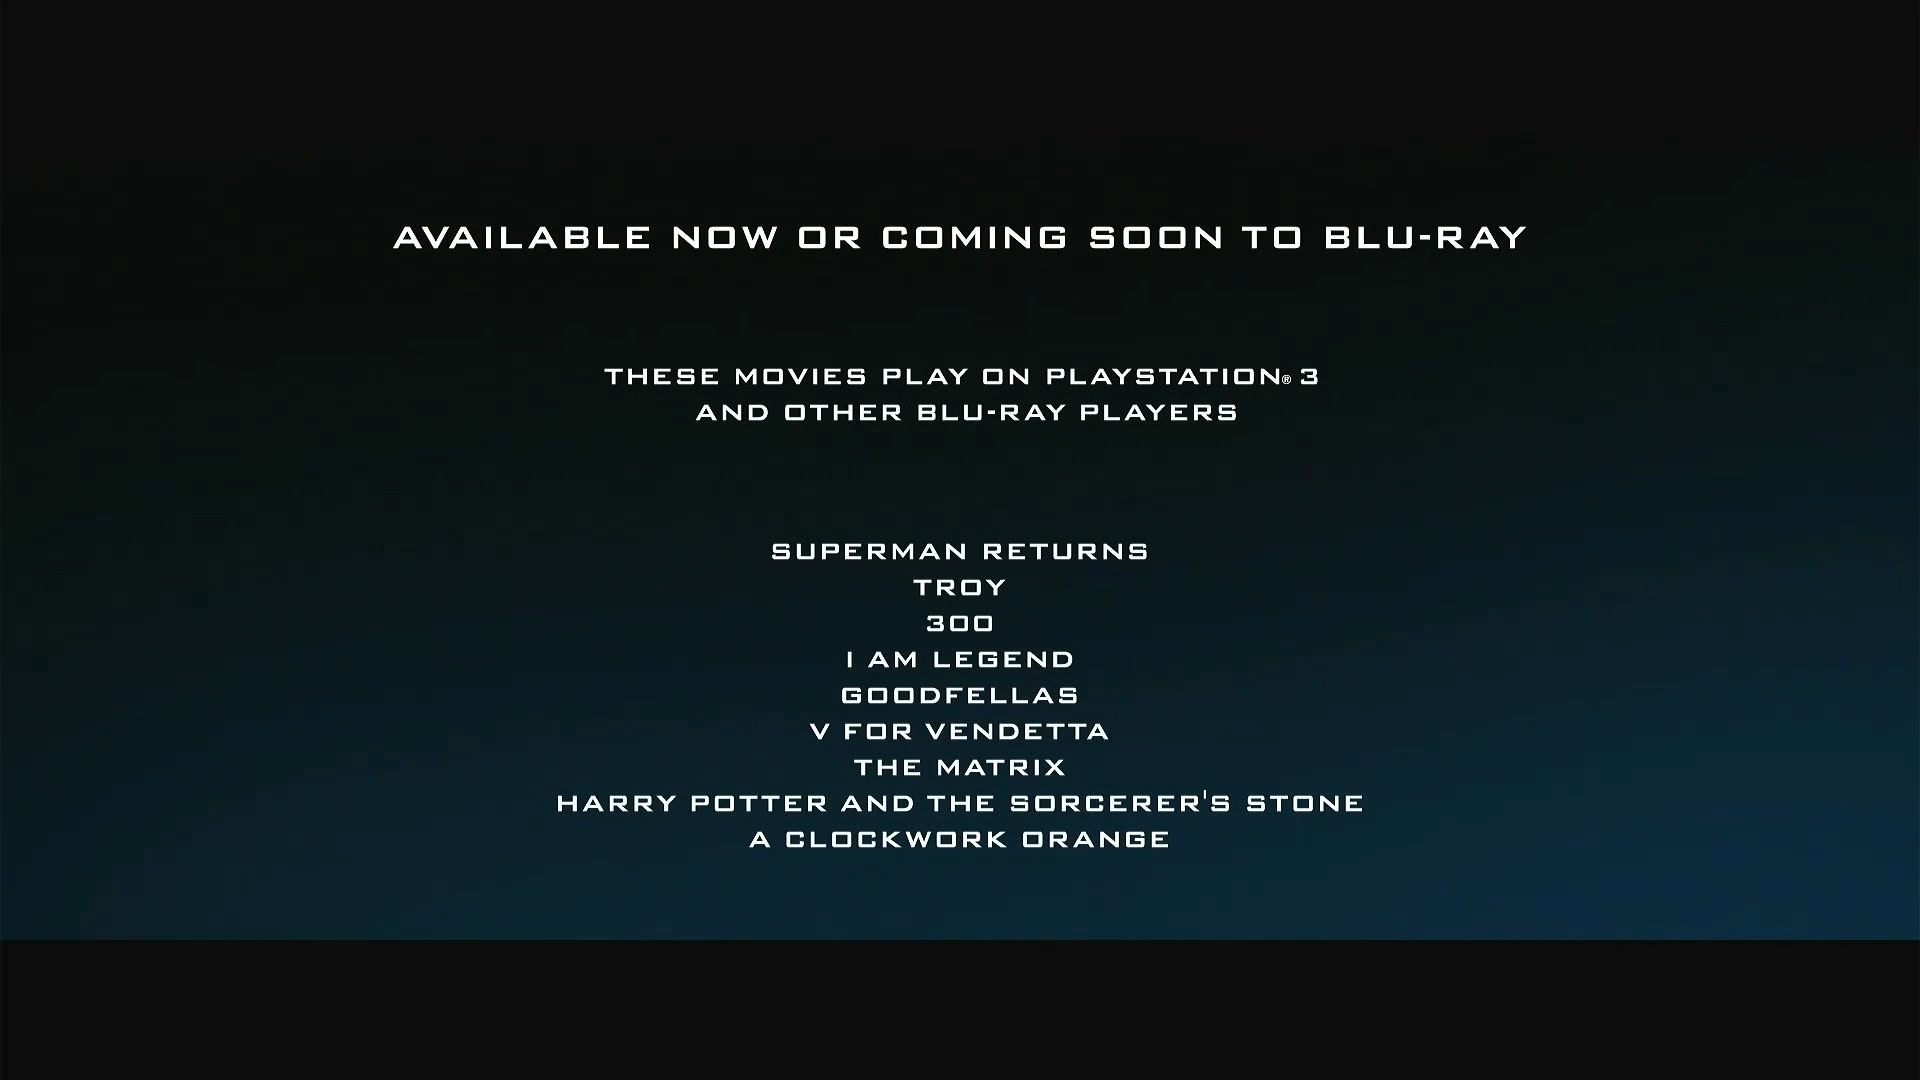 AVAILABLE NOW OR COMING SOON TO BLU-RAY
THESE MOVIES PLAY ON PLAYSTATION® 3
AND OTHER BLU-RAY PLAYERS
SUPERMAN RETURNS
TROY
300
I AM LEGEND
GOODFELLAS
V FOR VENDETTA
THE MATRIX
HARRY POTTER AND THE SORCERER'S STONE
A CLOCKWORK ORANGE